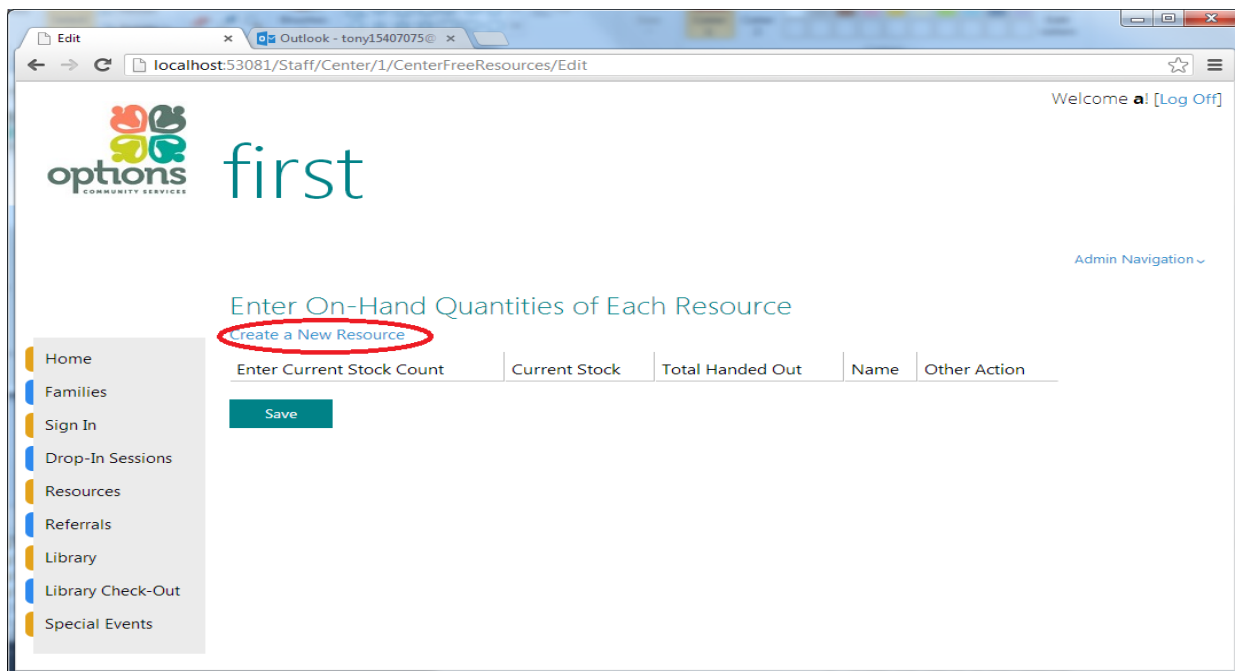 Edit
Outlook - tony15407075@
localhost:53081/Staff/Center/1/CenterFreeResources/Edit
Welcome a! [Log Off]
options
COMMUNITY SERVICES
first
Admin Navigation
Enter On-Hand Quantities of Each Resource
Create a New Resource
Enter Current Stock Count Current Stock Total Handed Out Name Other Action
Save
Home
Families
Sign In
Drop-In Sessions
Resources
Referrals
Library
Library Check-Out
Special Events